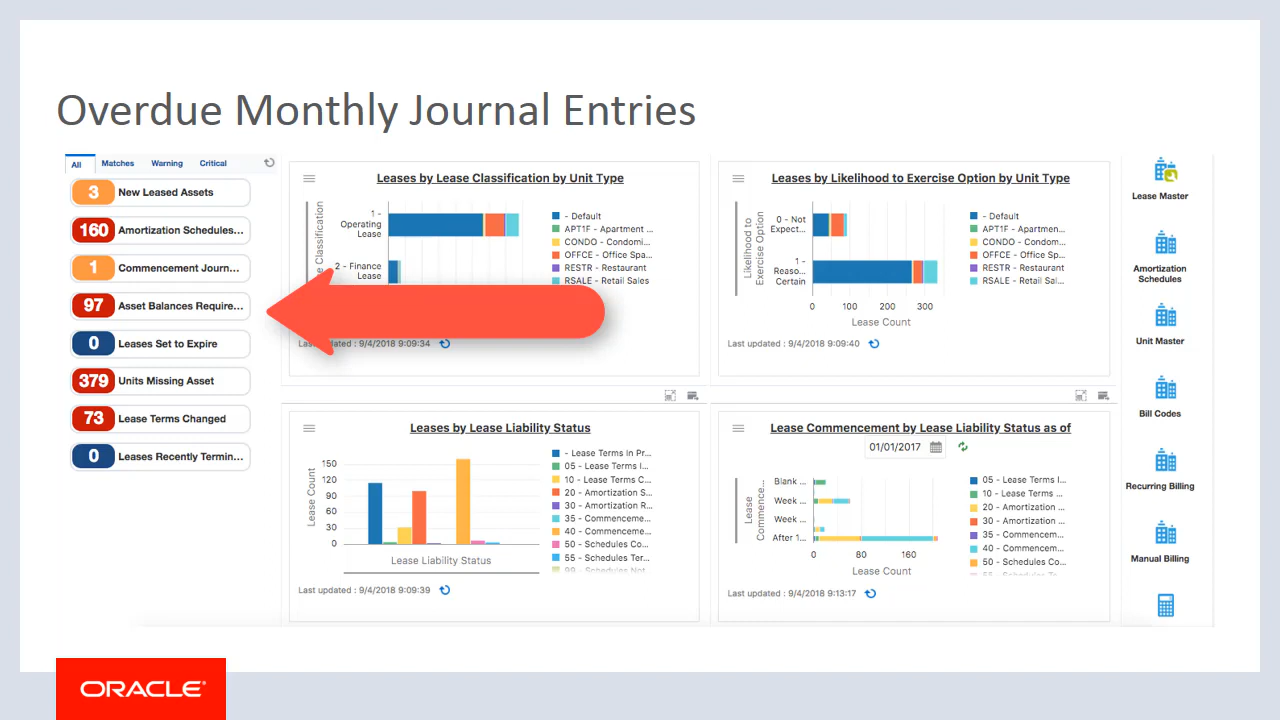 Overdue Monthly Journal Entries
All Matches Warning Critical
3 New Leased Assets
160 Amortization Schedules...
1 Commencement Journ...
97 Asset Balances Require...
0 Leases Set to Expire
379 Units Missing Asset
73 Lease Terms Changed
0 Leases Recently Termin...
Leases by Lease Classification by Unit Type
e Classification
1 -
Operating
Lease
2 - Finance
Lease
- Default
APT1F - Apartment ...
CONDO - Condomi...
OFFCE - Office Spa...
RESTR - Restaurant
RSALE - Retail Sales
Last updated : 9/4/2018 9:09:34
Leases by Likelihood to Exercise Option by Unit Type
Likelihood to
Exercise Option
0 - Not
Expect...
1 -
Reaso...
Certain
0 100 200 300
Lease Count
- Default
APT1F - Apartmen...
CONDO - Condom...
OFFCE - Office Sp...
RESTR - Restaurant
RSALE - Retail Sal...
Last updated : 9/4/2018 9:09:40
Leases by Lease Liability Status
Lease Count
150
120
90
60
30
0
Lease Liability Status
- Lease Terms in Pr...
05 - Lease Terms I...
10 - Lease Terms C...
20 - Amortization S...
30 - Amortization R...
35 - Commenceme...
40 - Commenceme...
50 - Schedules Co...
55 - Schedules Ter...
99 - Schedules Not
Last updated : 9/4/2018 9:09:39
Lease Commencement by Lease Liability Status as of
01/01/2017
Lease
Commence...
Blank ...
Week ...
Week ...
After 1...
0 80 160
Lease Count
05 - Lease Terms I...
10 - Lease Terms ...
20 - Amortization ...
30 - Amortization ...
35 - Commencem...
40 - Commencem...
50 - Schedules Co...
Last updated : 9/4/2018 9:13:17
Lease Master
Amortization
Schedules
Unit Master
Bill Codes
Recurring Billing
Manual Billing
ORACLE®